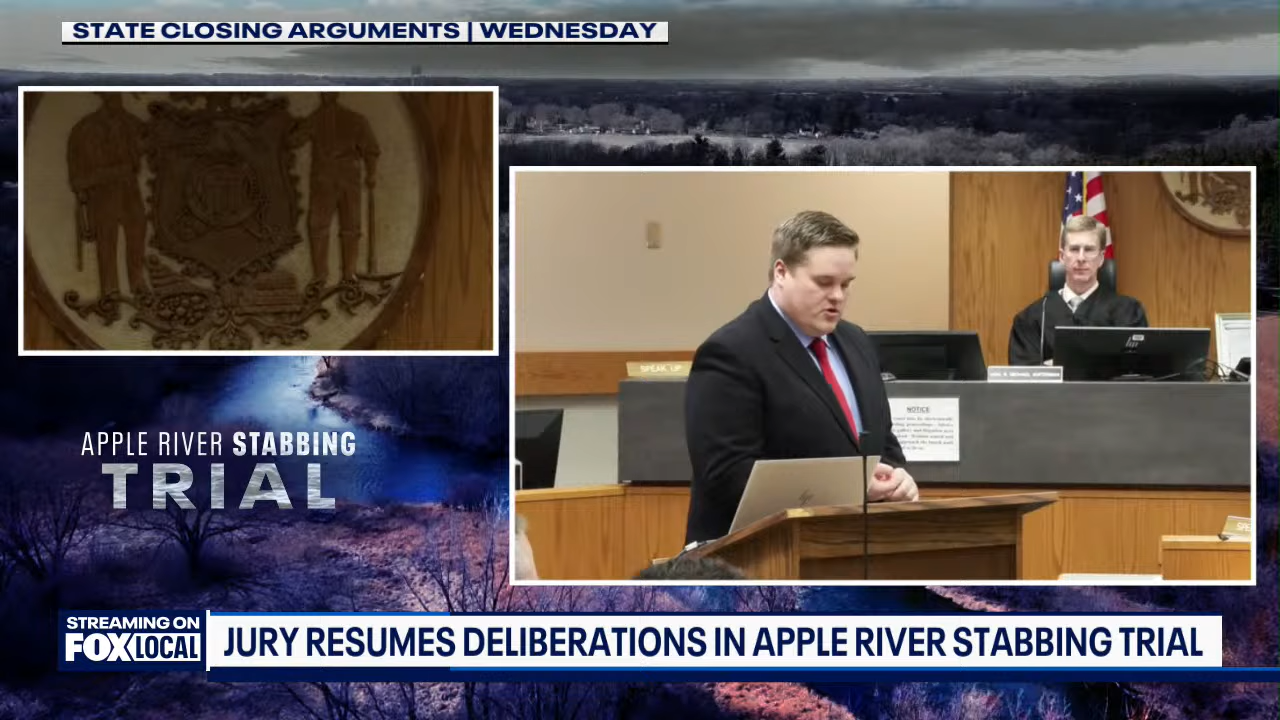 STATE CLOSING ARGUMENTS | WEDNESDAY
SPEAK UP
NOTICE
hp
APPLE RIVER STABBING
TRIAL
STREAMING ON
FOX LOCAL
JURY RESUMES DELIBERATIONS IN APPLE RIVER STABBING TRIAL